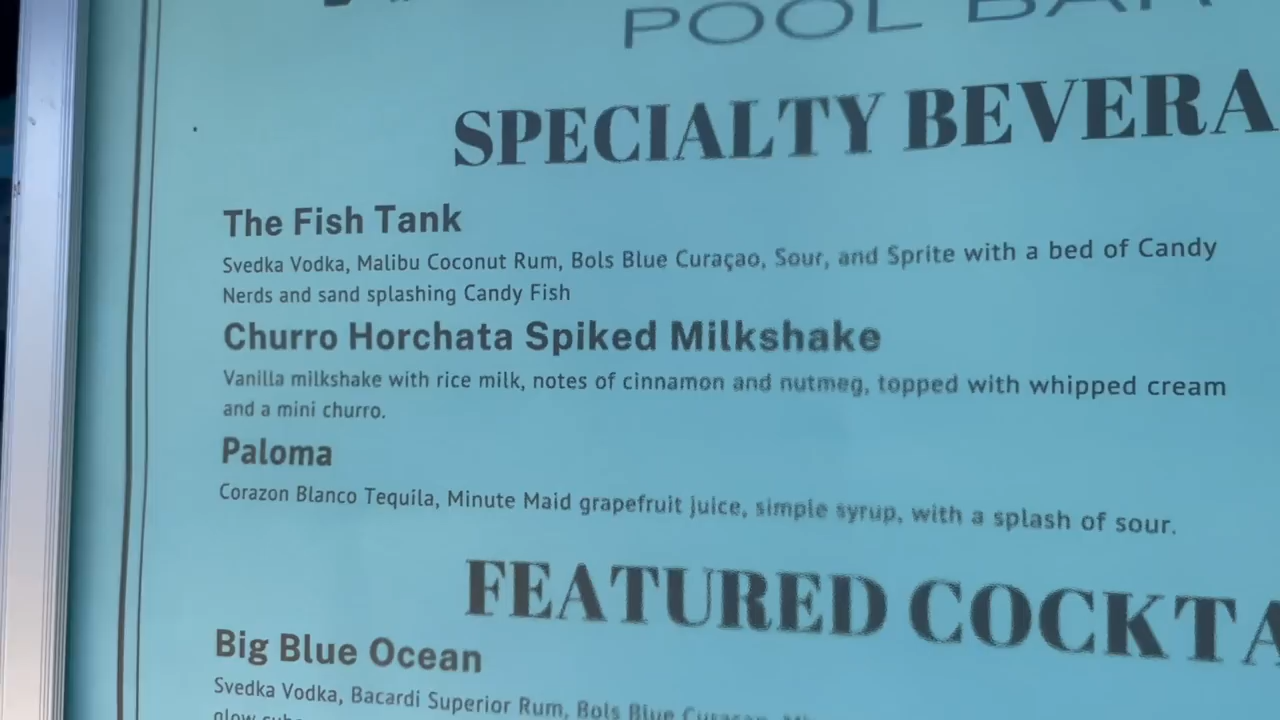 POOL BAR
SPECIALTY BEVERA
The Fish Tank
Svedka Vodka, Malibu Coconut Rum, Bols Blue Curaçao, Sour, and Sprite with a bed of Candy
Nerds and sand splashing Candy Fish
Churro Horchata Spiked Milkshake
Vanilla milkshake with rice milk, notes of cinnamon and nutmeg, topped with whipped cream
and a mini churro.
Paloma
Corazon Blanco Tequila, Minute Maid grapefruit juice, simple syrup, with a splash of sour.
FEATURED COCKTA
Big Blue Ocean
Svedka Vodka, Bacardi Superior Rum, Bols Blue Curacao,
glow